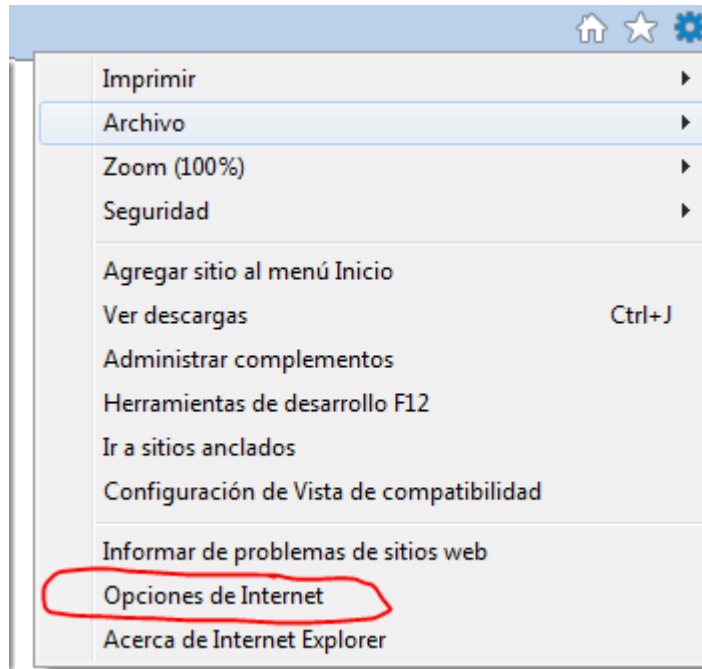 Imprimir
Archivo
Zoom (100%)
Seguridad
Agregar sitio al menú Inicio
Ver descargas Ctrl+J
Administrar complementos
Herramientas de desarrollo F12
Ir a sitios anclados
Configuración de Vista de compatibilidad
Informar de problemas de sitios web
Opciones de Internet
Acerca de Internet Explorer